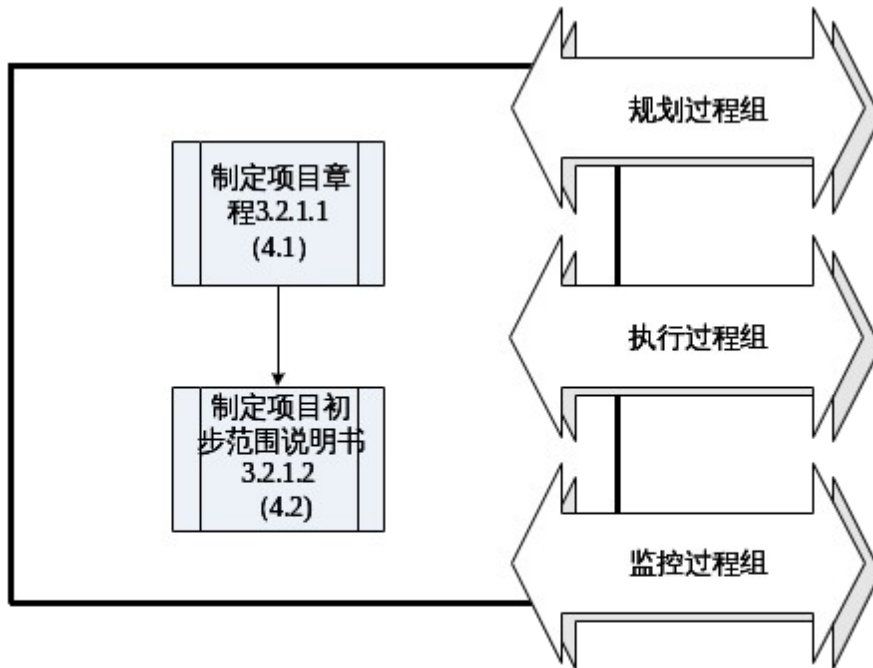 规划过程组
制定项目章
程3.2.1.1
(4.1)
执行过程组
制定项目初
步范围说明书
3.2.1.2
(4.2)
监控过程组